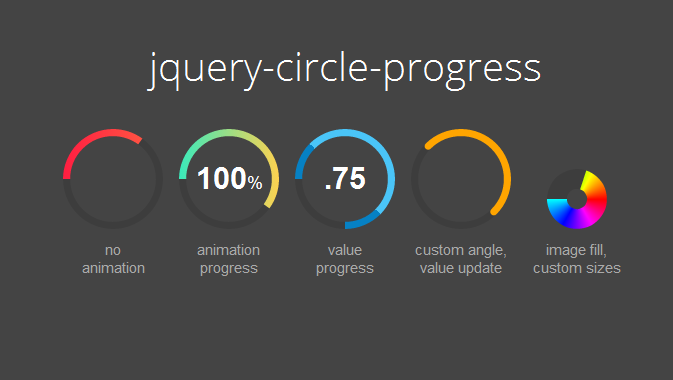 jquery-circle-progress
100%
.75
no
animation
animation
progress
value
progress
custom angle,
value update
image fill,
custom sizes